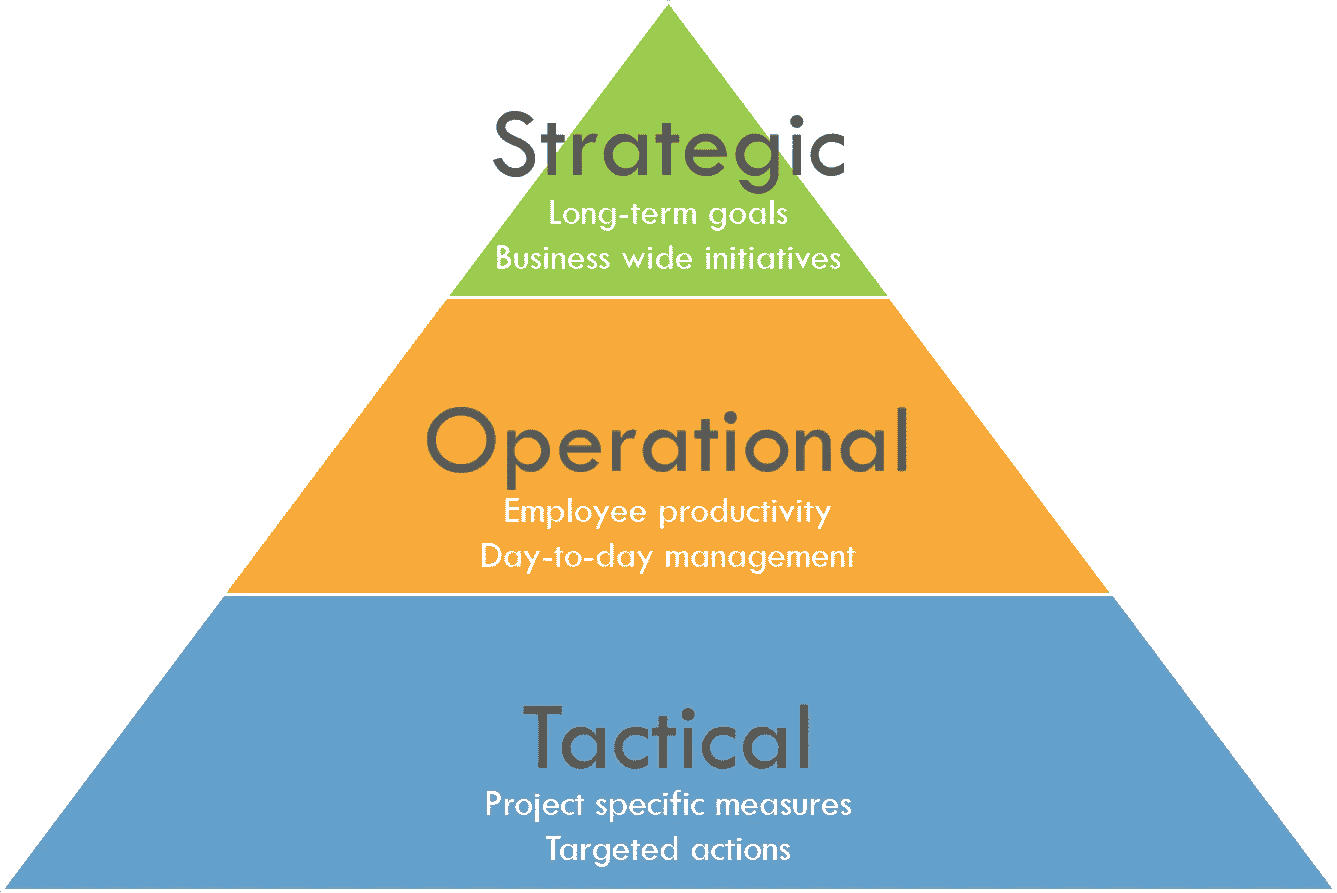 Strategic
Long-term goals
Business wide initiatives
Operational
Employee productivity
Day-to-day management
Tactical
Project specific measures
Targeted actions